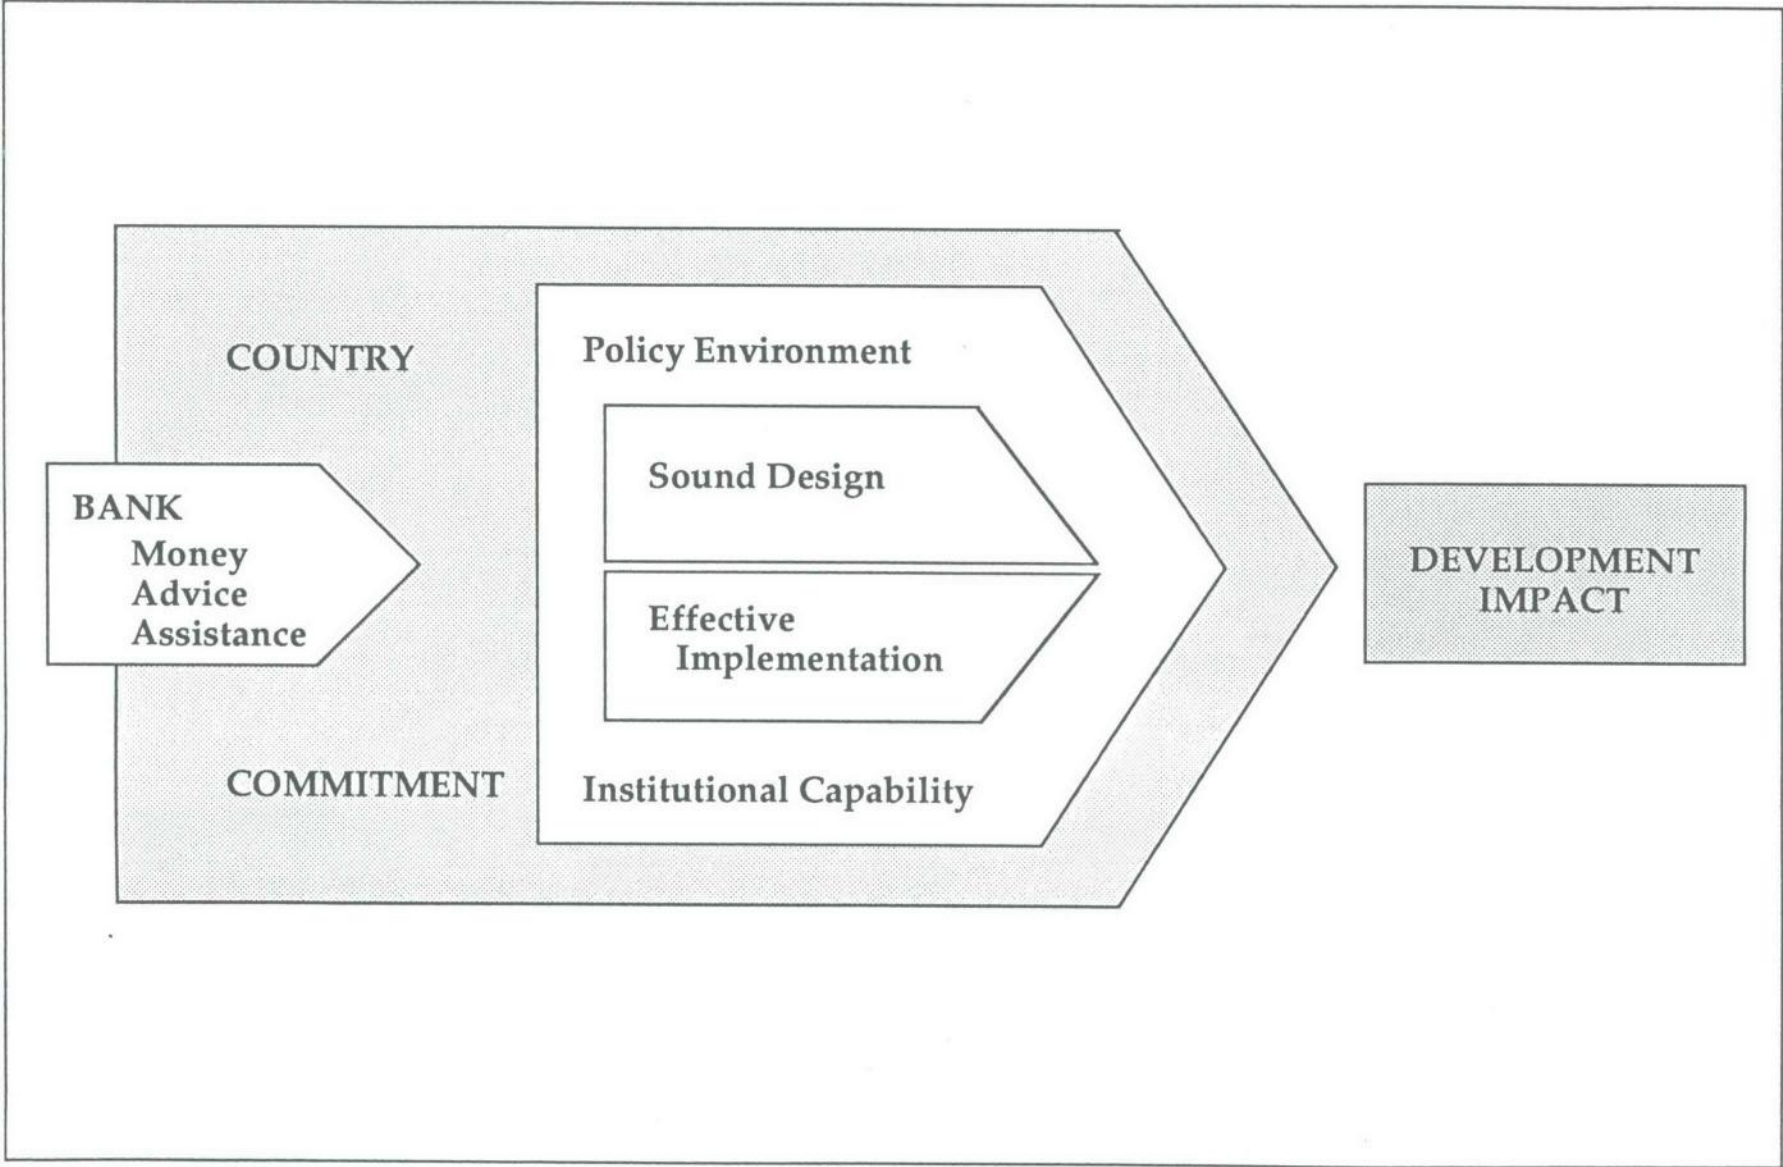 COUNTRY
COMMITMENT
BANK
Money
Advice
Assistance
Policy Environment
Sound Design
Effective
Implementation
Institutional Capability
DEVELOPMENT
IMPACT